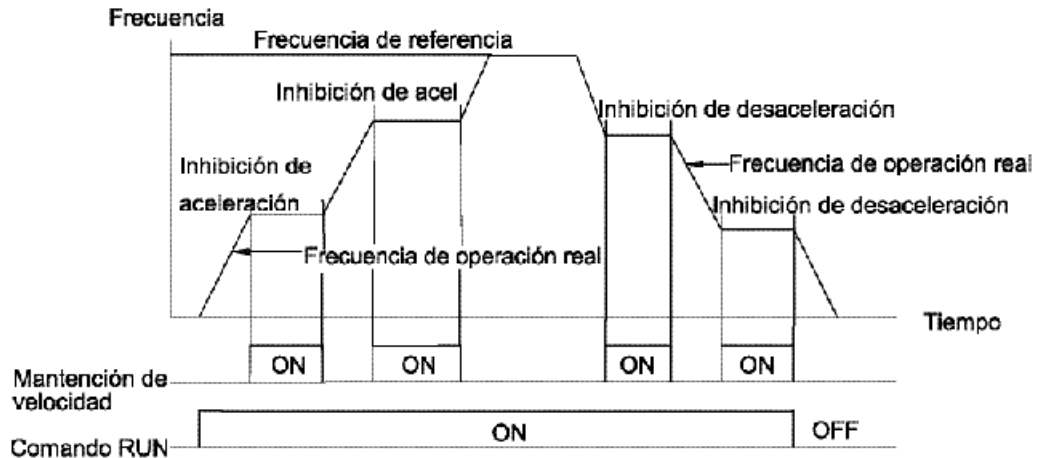 Frecuencia
Frecuencia de referencia
Inhibición de acel
Inhibición de desaceleración
Inhibición de
aceleración
Frecuencia de operación real
Inhibición de desaceleración
Frecuencia de operación real
Tiempo
ON
ON
ON
ON
Mantención de
velocidad
ON
OFF
Comando RUN